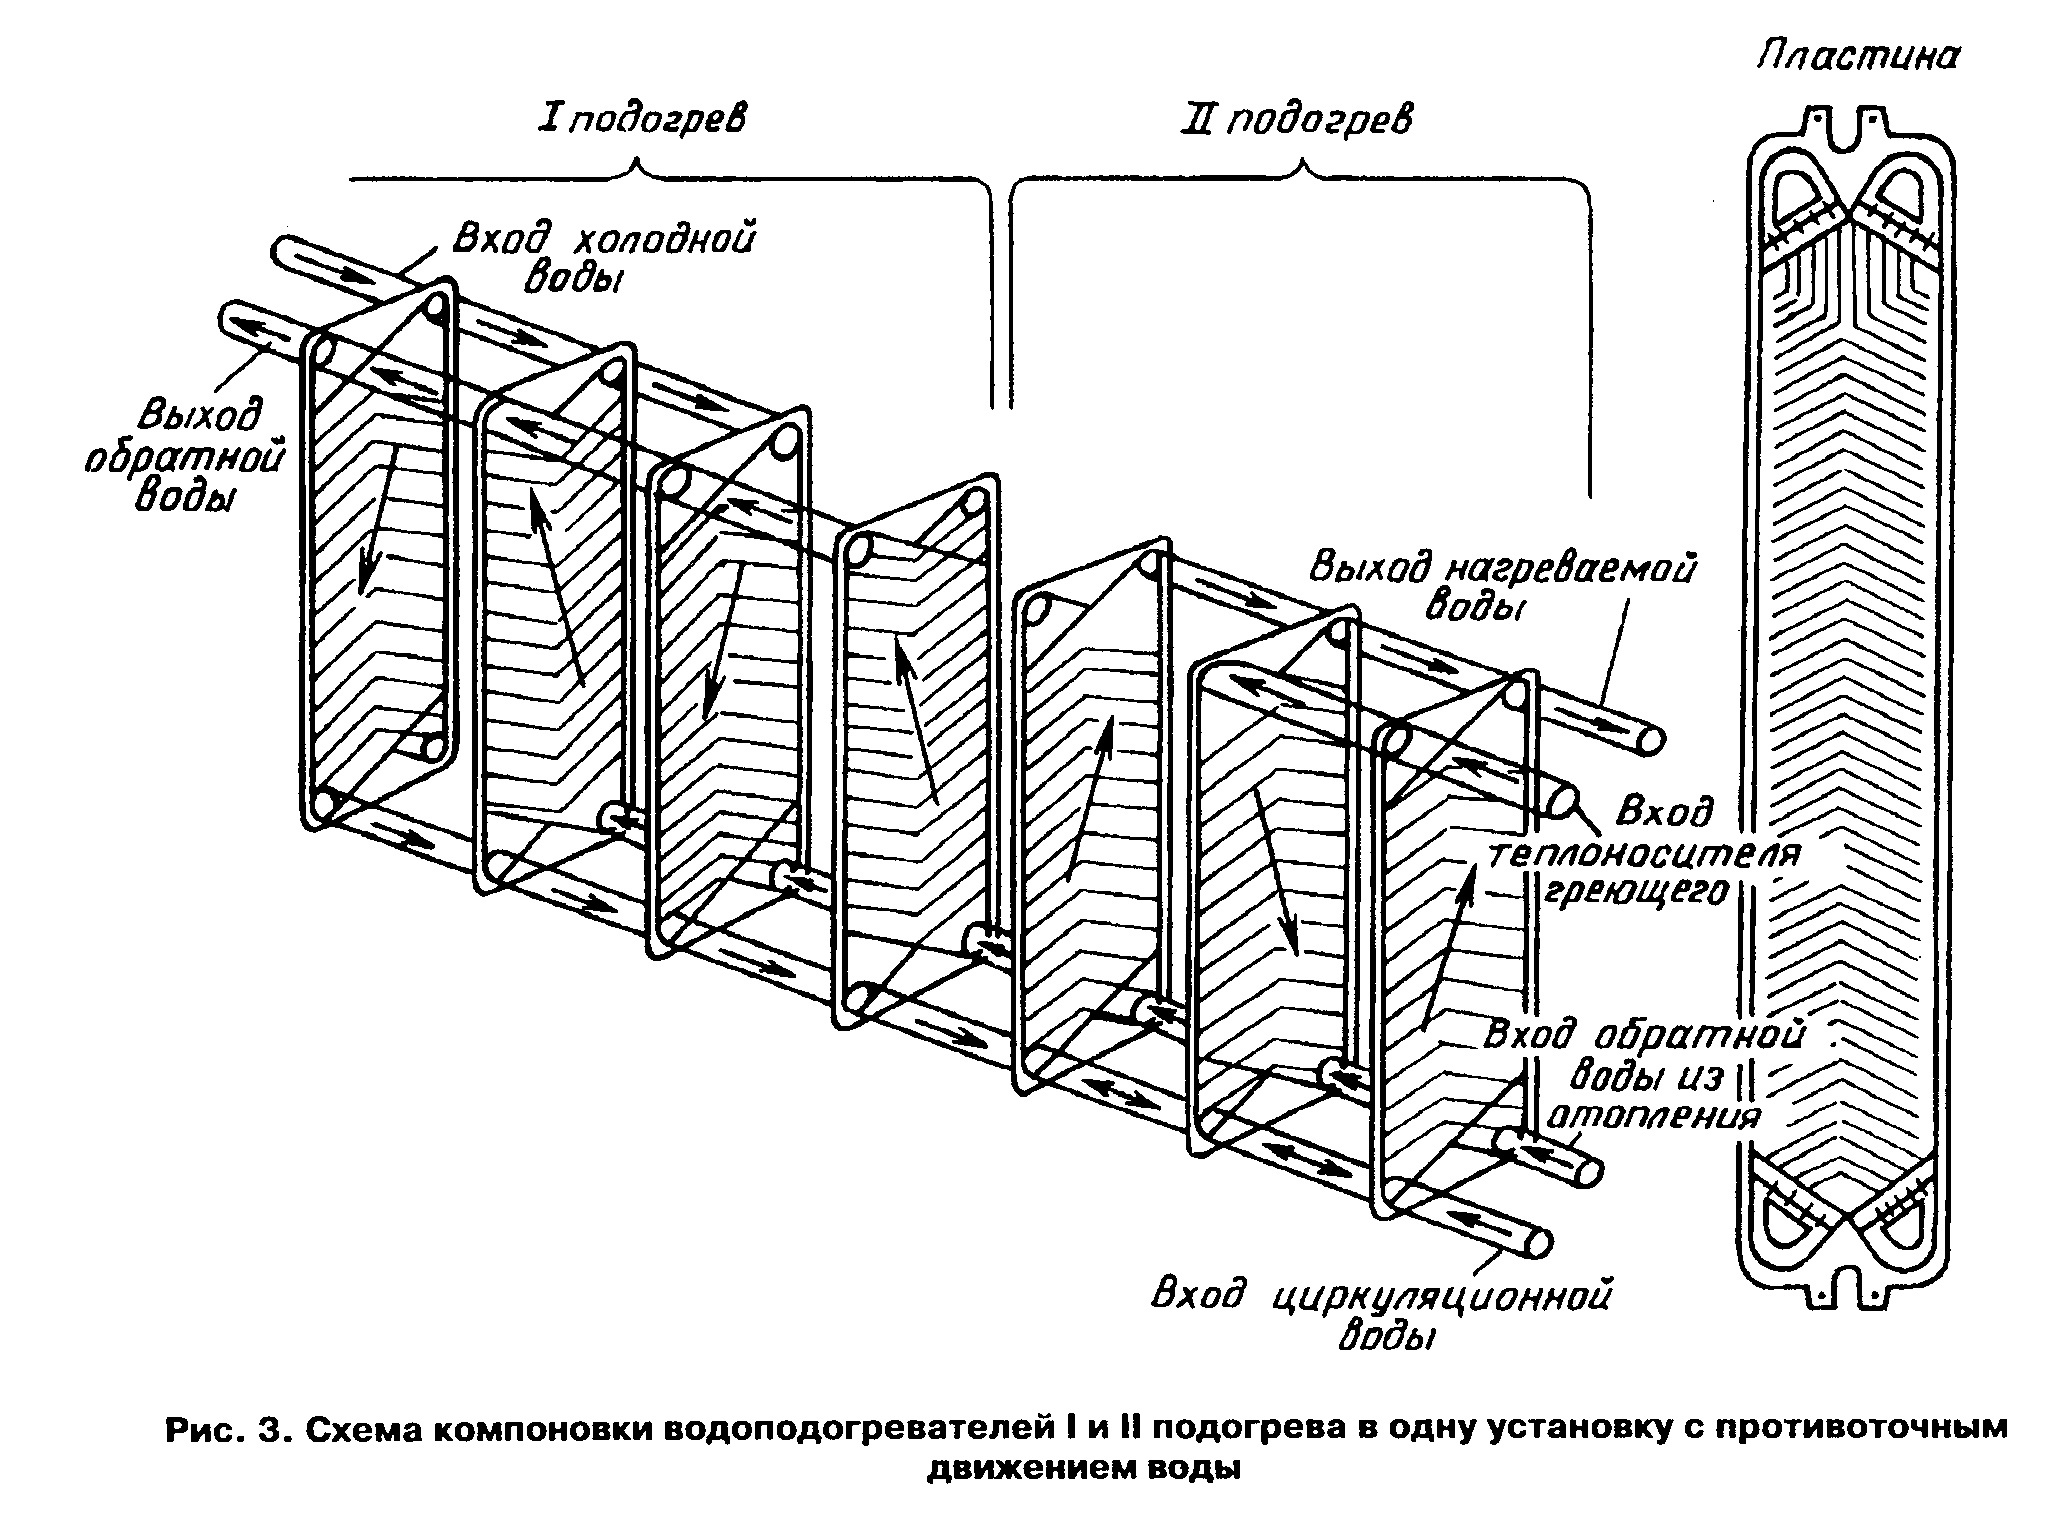 Пластина
I подогрев
II подогрев
Вход холодной
воды
Выход
обратной
воды
Выход нагреваемой
воды
Вход
теплоносителя
греющего
Вход обратной
воды из
отопления
Вход циркуляционной
воды
Рис. 3. Схема компоновки водоподогревателей I и II подогрева в одну установку с противоточным
движением воды